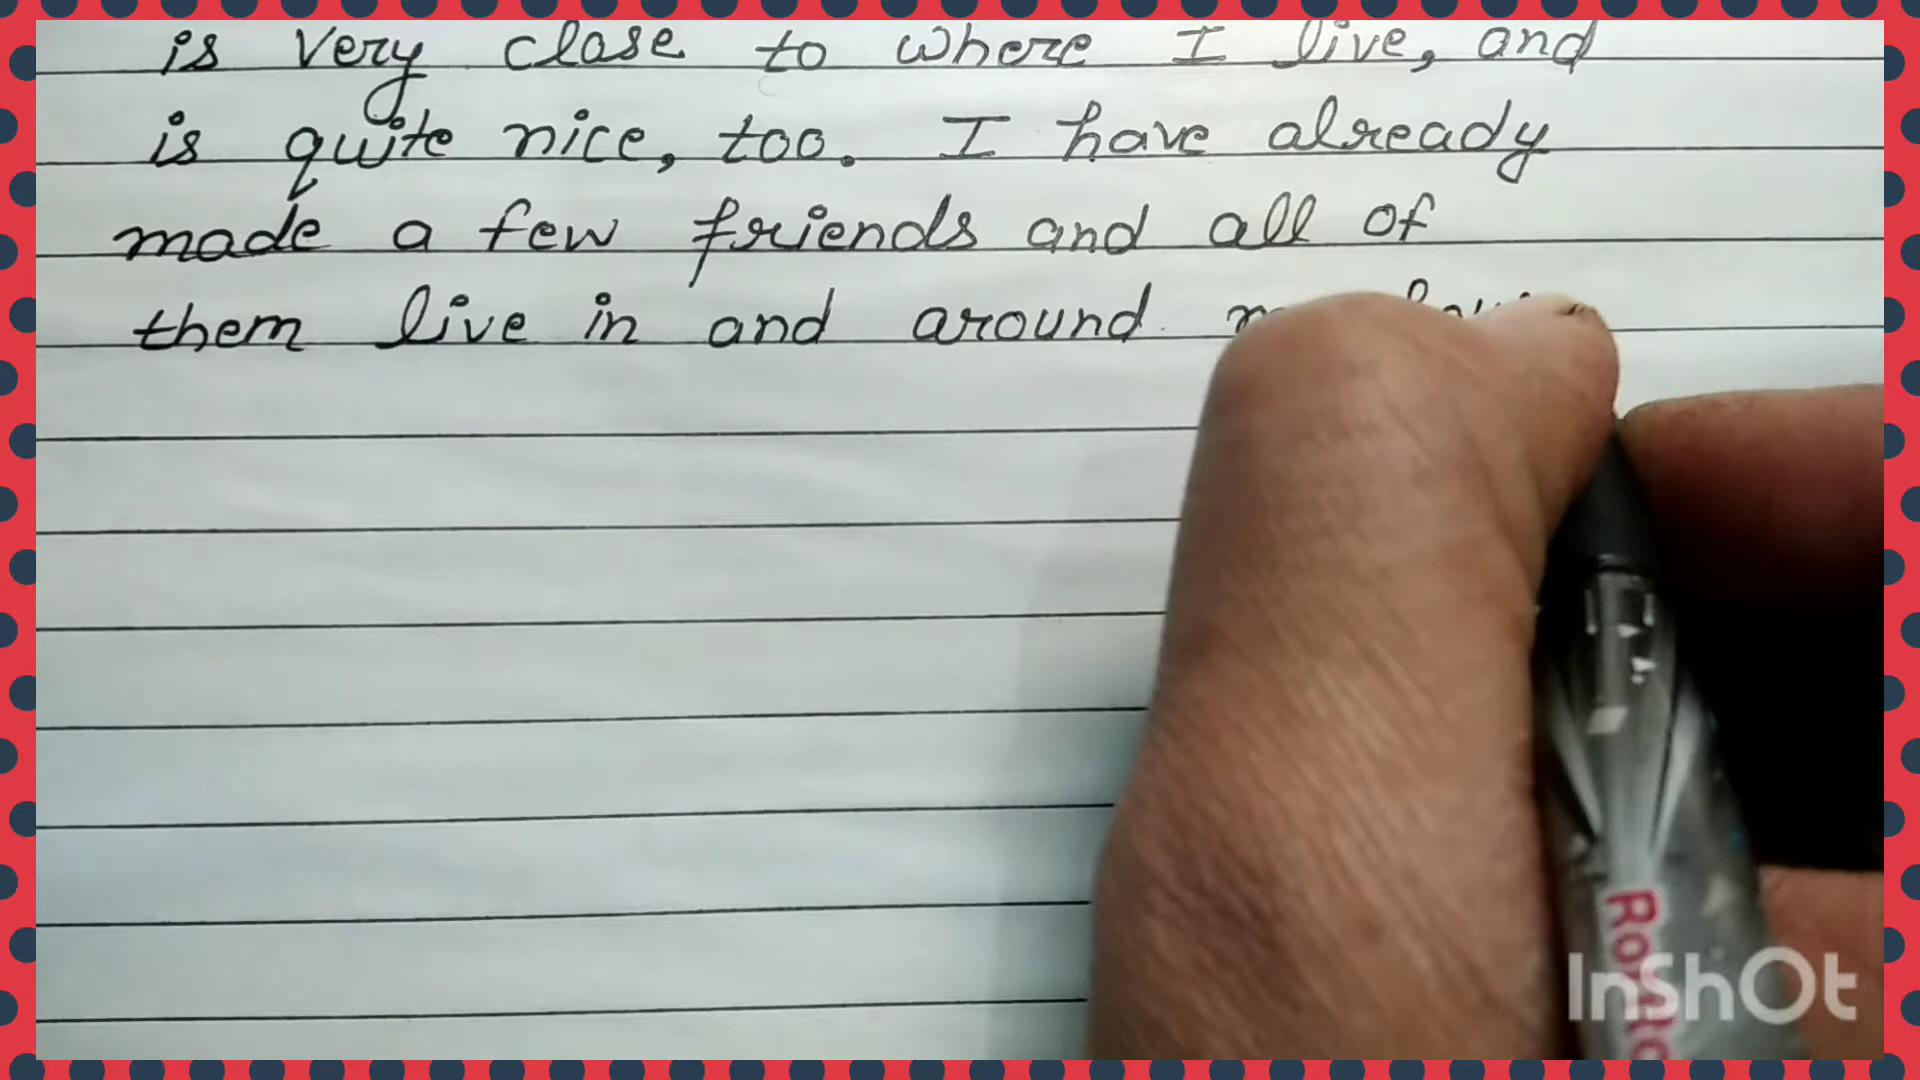 is very close to where I live, and
is quite nice, too. I have already
made a few friends and all of
them live in and around
InShOt